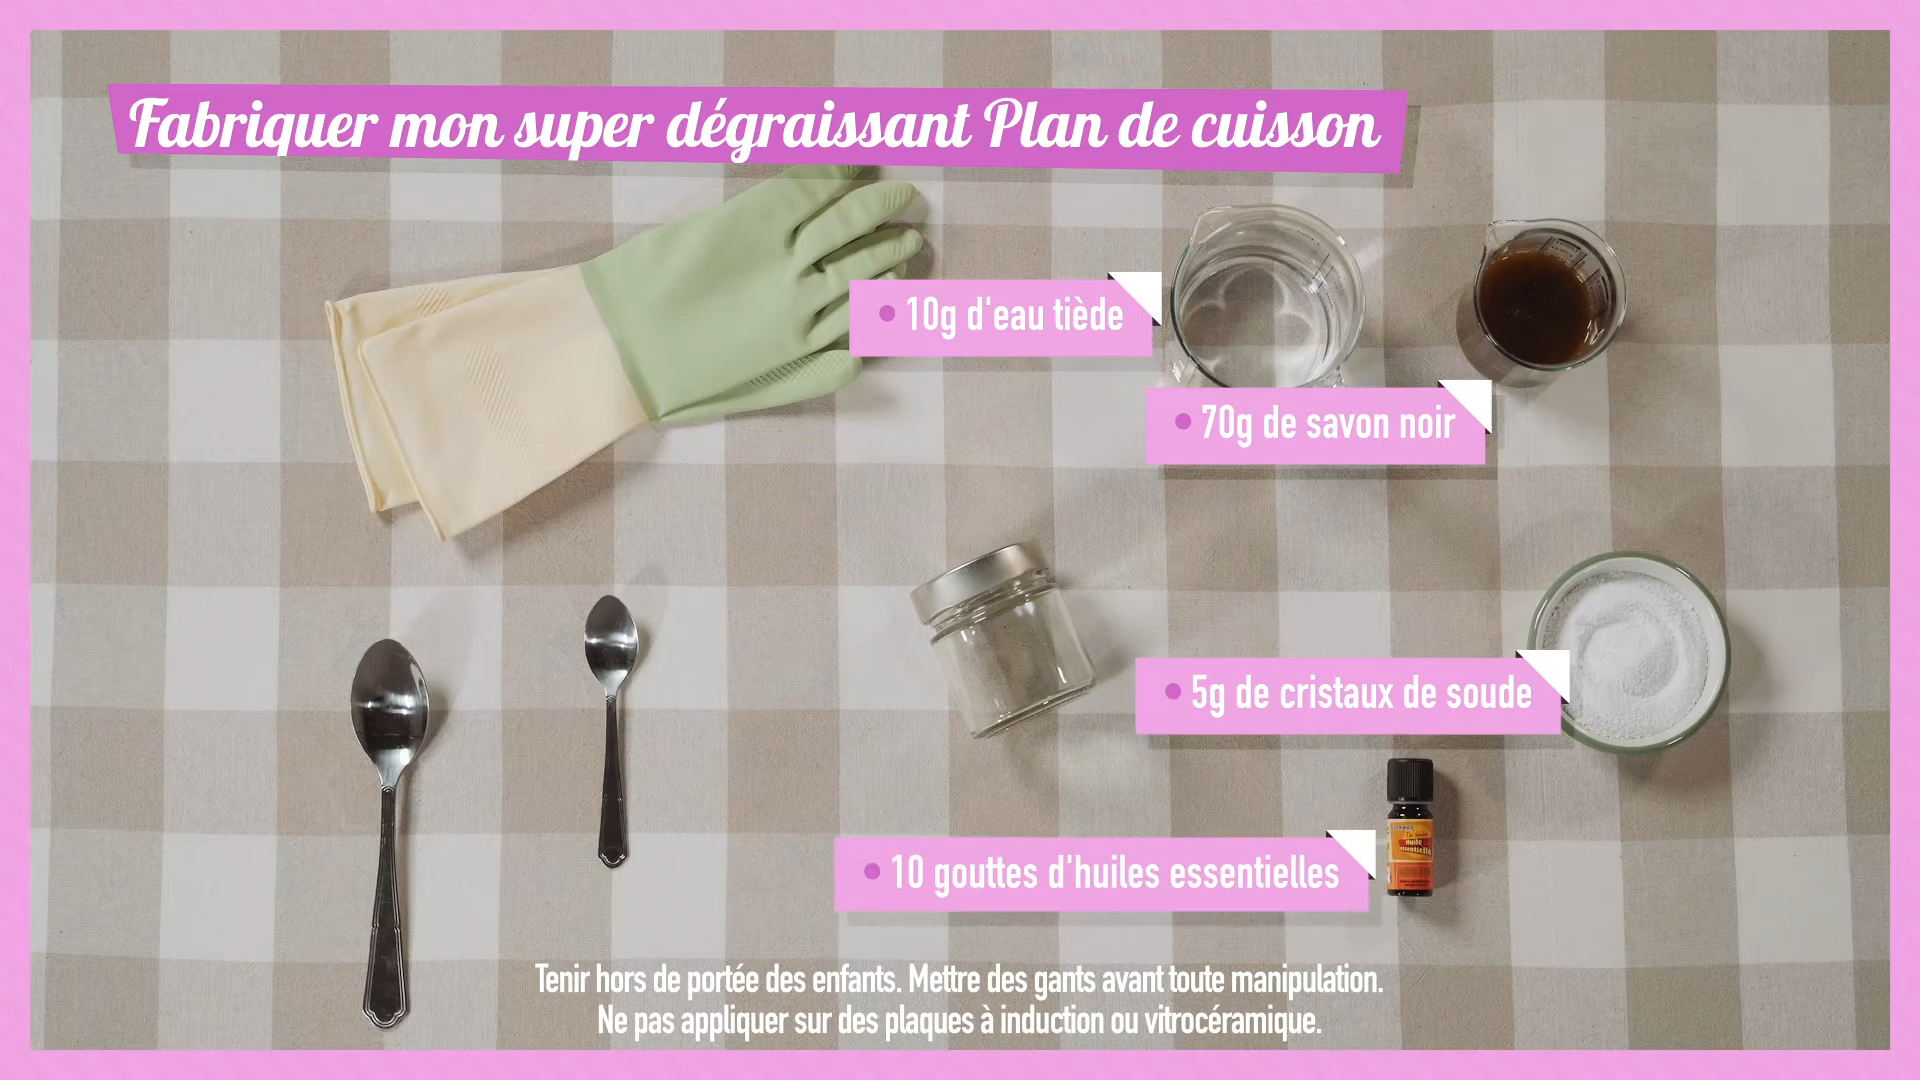 Fabriquer mon super dégraissant Plan de cuisson
• 10g d'eau tiède
• 70g de savon noir
• 5g de cristaux de soude
• 10 gouttes d'huiles essentielles
Huile
essentielle
Tenir hors de portée des enfants. Mettre des gants avant toute manipulation.
Ne pas appliquer sur des plaques à induction ou vitrocéramique.